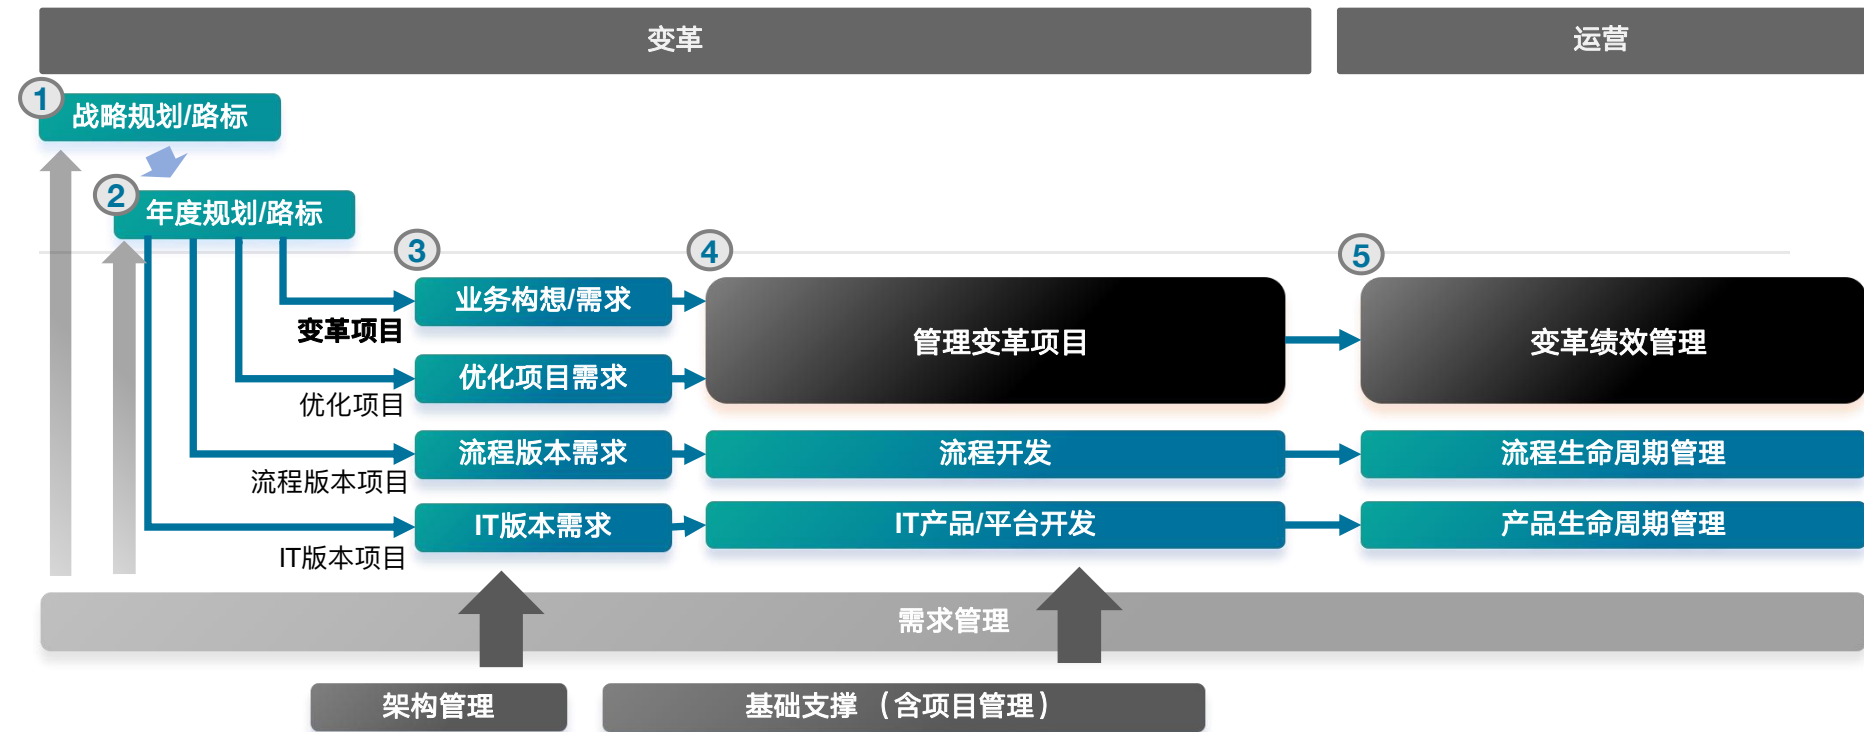 变革
运营
1
战略规划/路标
2
年度规划/路标
3
4
5
业务构想/需求
变革项目
管理变革项目
变革绩效管理
优化项目需求
优化项目
流程版本需求
流程开发
流程生命周期管理
流程版本项目
IT版本需求
IT产品/平台开发
产品生命周期管理
IT版本项目
需求管理
架构管理
基础支撑 （含项目管理）